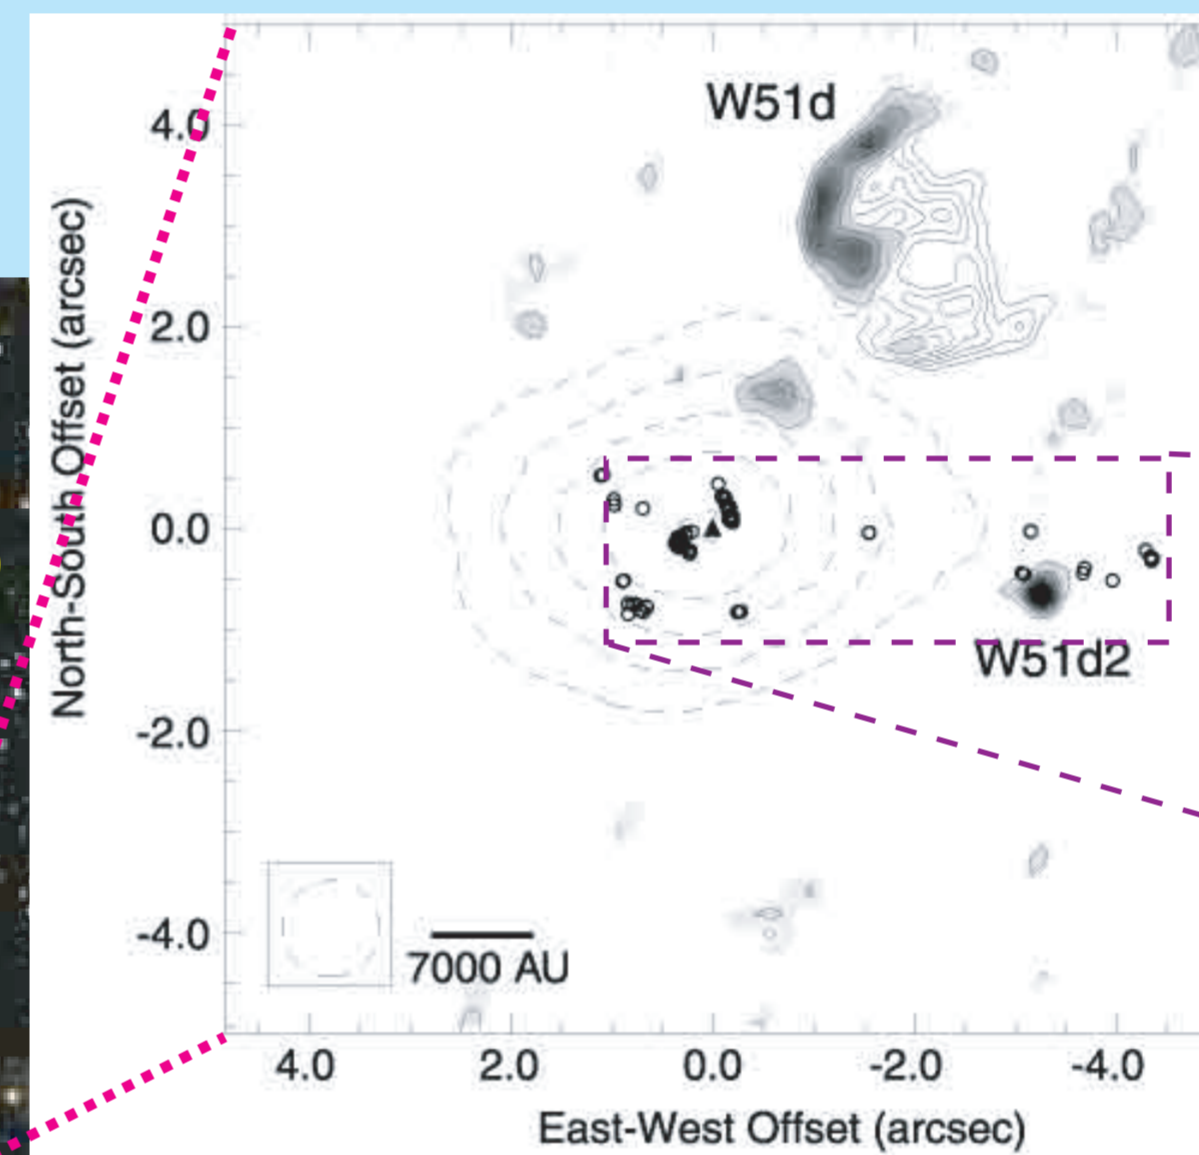 W51d
4.0
2.0
0.0
-2.0
-4.0
North-South Offset (arcsec)
W51d2
7000 AU
4.0 2.0 0.0 -2.0 -4.0
East-West Offset (arcsec)